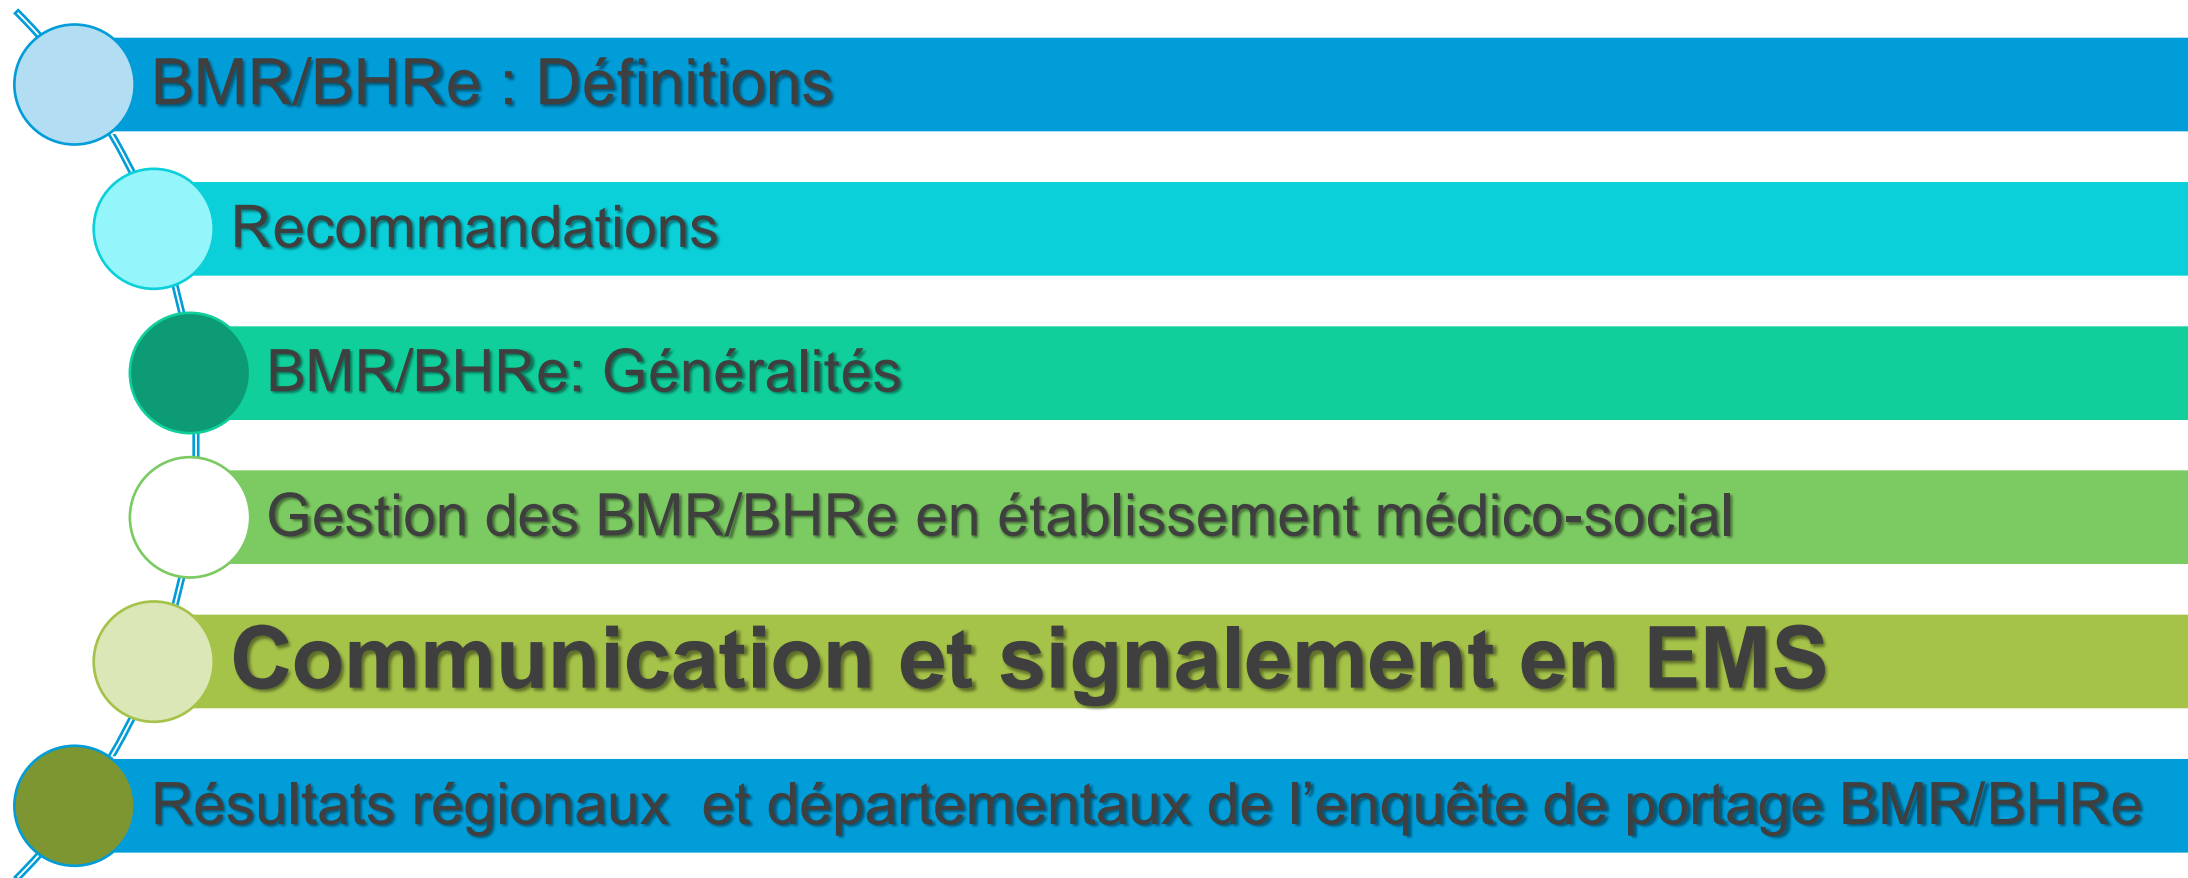 BMR/BHRe : Définitions
Recommandations
BMR/BHRe: Généralités
Gestion des BMR/BHRe en établissement médico-social
Communication et signalement en EMS
Résultats régionaux et départementaux de l’enquête de portage BMR/BHRe